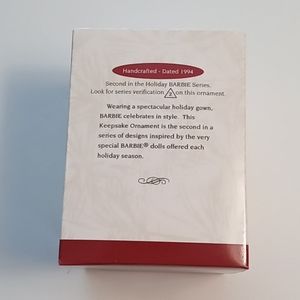 Handcrafted - Dated 1994
Second in the Holiday BARBIE Series.
Look for series verification 2 on this ornament.
Wearing a spectacular holiday gown,
BARBIE celebrates in style. This
Keepsake Ornament is the second in a
series of designs inspired by the very
special BARBIE® dolls offered each
holiday season.